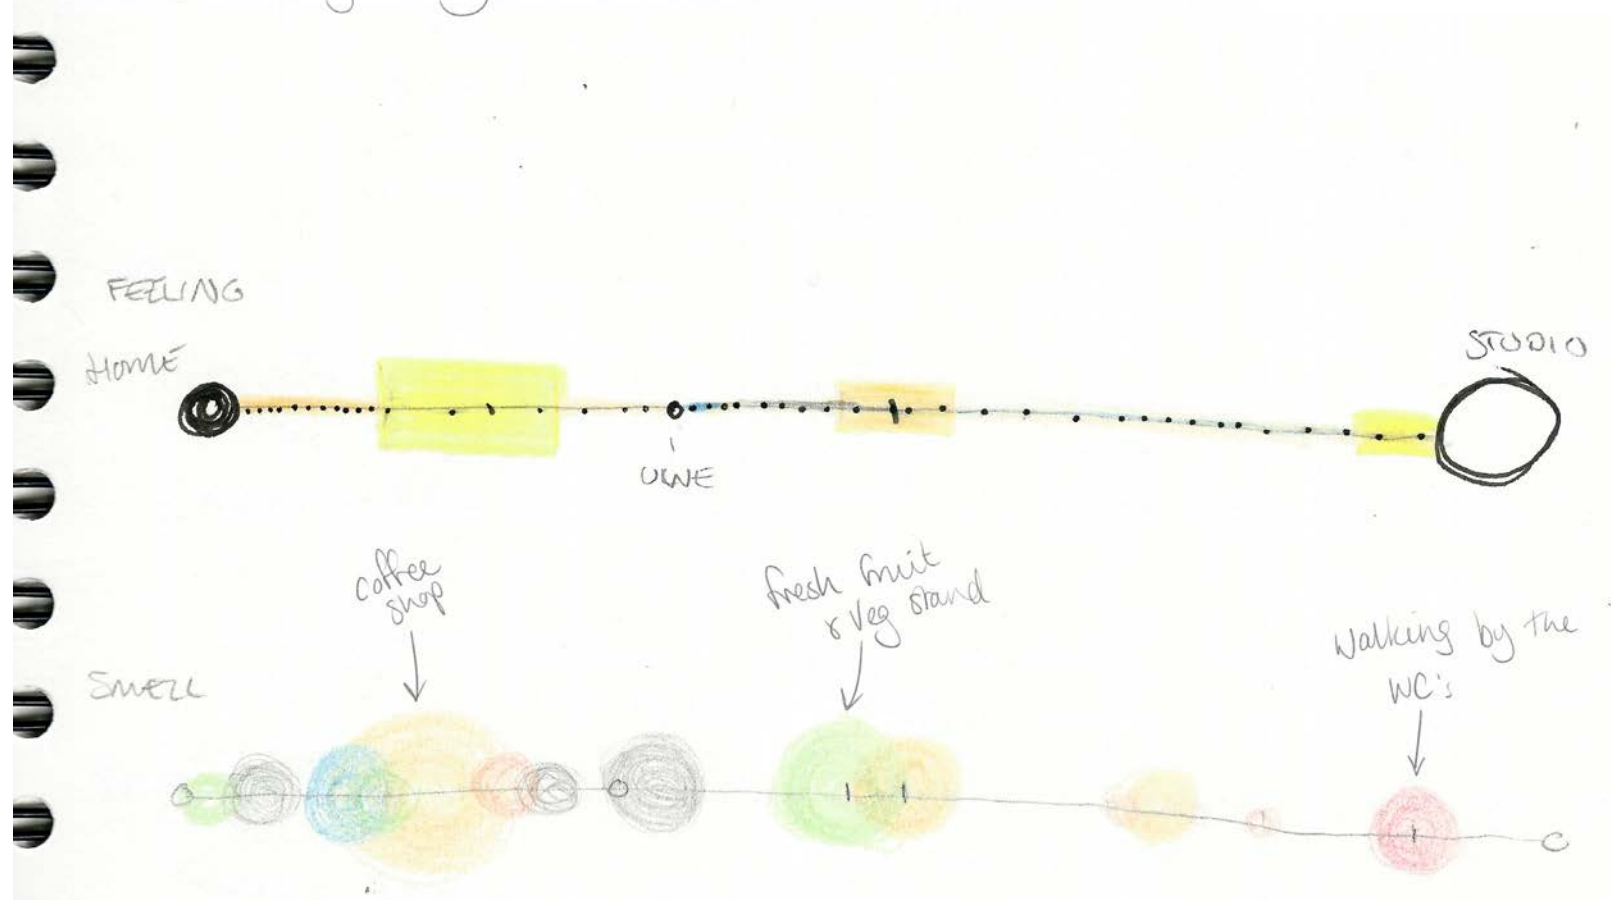 FEELING
HOME
STUDIO
UWE
coffee
shop
fresh fruit
& Veg stand
Walking by the
WC's
SMELL